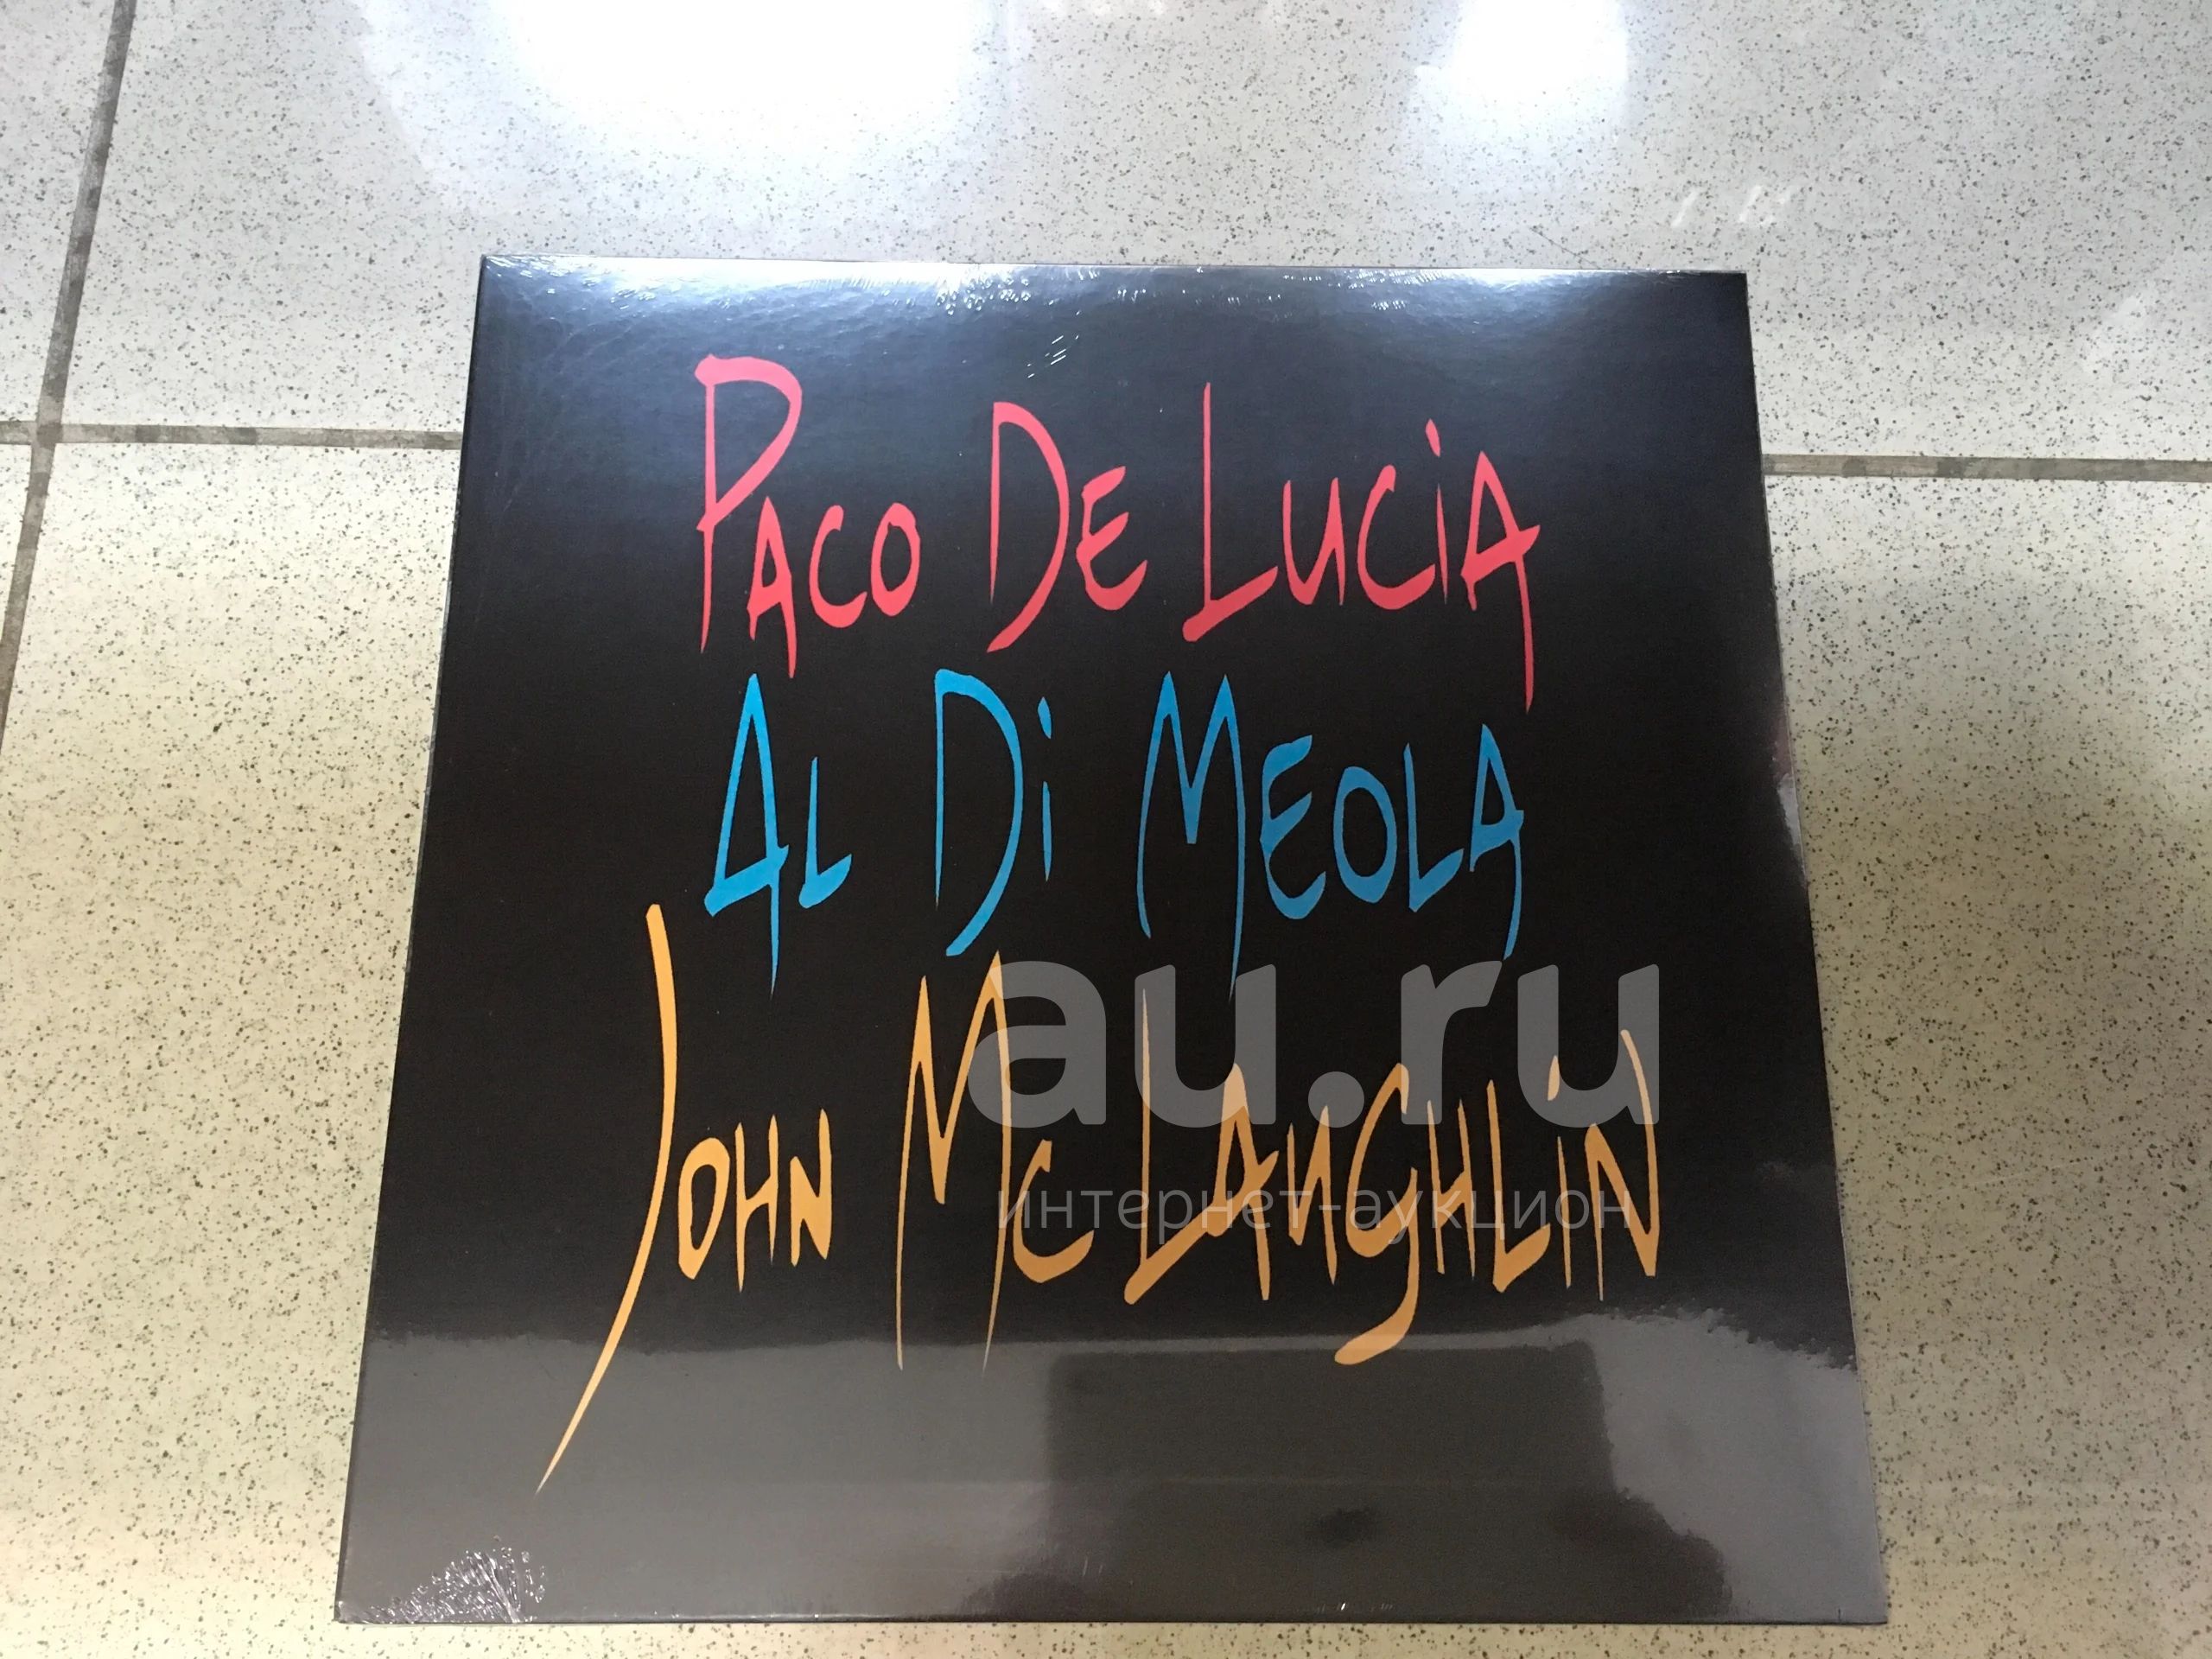 PACO DE LUCIA
AL DI MEOLA
JOHN MCLAUGHLIN
au.ru
интернет-аукцион